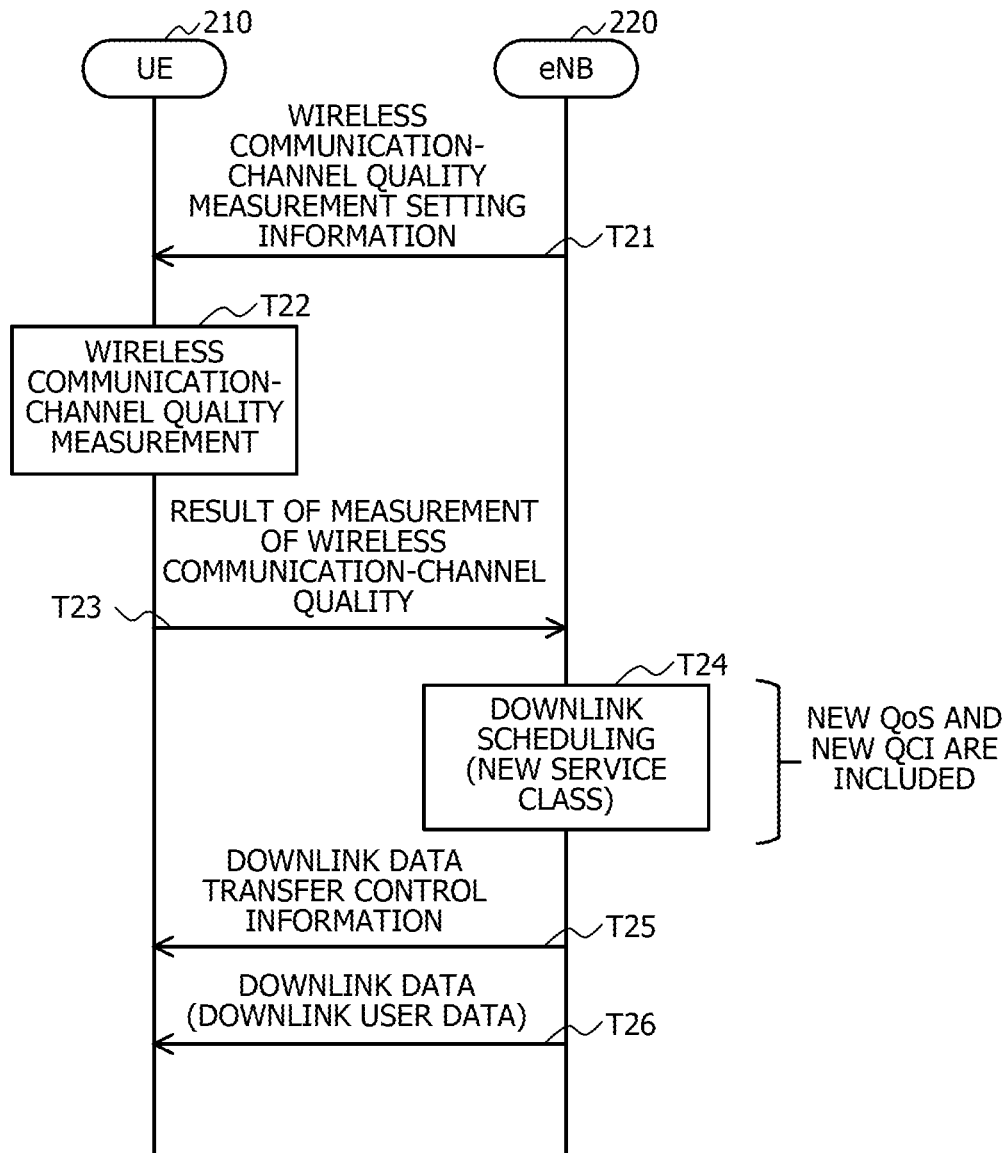 210
220
UE
eNB
WIRELESS
COMMUNICATION-
CHANNEL QUALITY
MEASUREMENT SETTING
INFORMATION
T21
T22
WIRELESS
COMMUNICATION-
CHANNEL QUALITY
MEASUREMENT
RESULT OF MEASUREMENT
OF WIRELESS
COMMUNICATION-CHANNEL
QUALITY
T23
T24
DOWNLINK
SCHEDULING
(NEW SERVICE
CLASS)
NEW QoS AND
NEW QCI ARE
INCLUDED
DOWNLINK DATA
TRANSFER CONTROL
INFORMATION
T25
DOWNLINK DATA
(DOWNLINK USER DATA)
T26